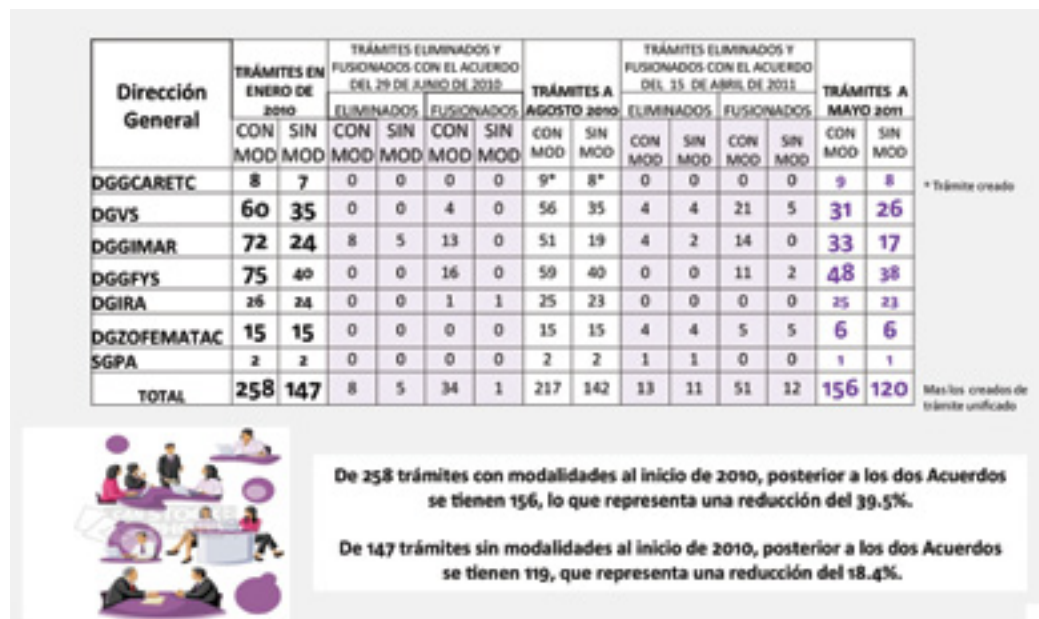 Dirección General
TRÁMITES EN ENERO DE 2010
TRÁMITES ELIMINADOS Y FUSIONADOS CON EL ACUERDO DEL 29 DE JUNIO DE 2010
TRÁMITES A AGOSTO 2010
TRÁMITES ELIMINADOS Y FUSIONADOS CON EL ACUERDO DEL 15 DE ABRIL DE 2011
TRÁMITES A MAYO 2011
ELIMINADOS FUSIONADOS ELIMINADOS FUSIONADOS
CON MOD SIN MOD CON MOD SIN MOD CON MOD SIN MOD CON MOD SIN MOD CON MOD SIN MOD CON MOD SIN MOD CON MOD SIN MOD
DGGCARETC 8 7 0 0 0 0 9* 8* 0 0 0 0 9 8 * Trámite creado
DGVS 60 35 0 0 4 0 56 35 4 4 21 5 31 26
DGGIMAR 72 24 8 5 13 0 51 19 4 2 14 0 33 17
DGGFYS 75 40 0 0 16 0 59 40 0 0 11 2 48 38
DGIRA 26 24 0 0 1 1 25 23 0 0 0 0 25 23
DGZOFEMATAC 15 15 0 0 0 0 15 15 4 4 5 5 6 6
SGPA 2 2 0 0 0 0 2 2 1 1 0 0 1 1
TOTAL 258 147 8 5 34 1 217 142 13 11 51 12 156 120 Mas los creados de
trámite unificado
De 258 trámites con modalidades al inicio de 2010, posterior a los dos Acuerdos
se tienen 156, lo que representa una reducción del 39.5%.
De 147 trámites sin modalidades al inicio de 2010, posterior a los dos Acuerdos
se tienen 119, que representa una reducción del 18.4%.